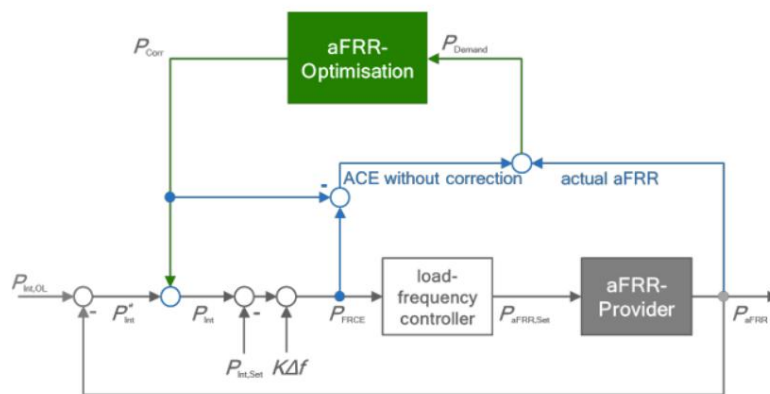 P_Corr
aFRR-
Optimisation
P_Demand
-
ACE without correction
actual aFRR
P_Int,OL
-
P*_Int
P_Int
-
P_Int,Set
KΔf
P_FRCE
load-
frequency
controller
P_aFRR,Set
aFRR-
Provider
P_aFRR